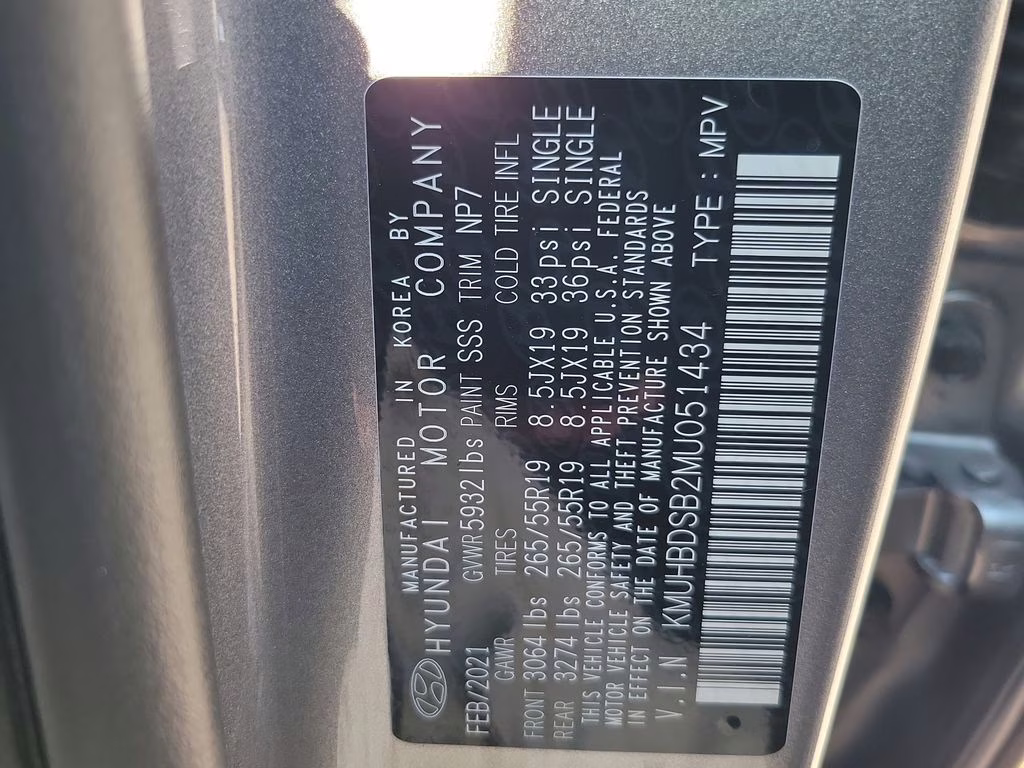 MANUFACTURED IN KOREA BY
HYUNDAI MOTOR COMPANY
FEB/2021 GVWR 5932 lbs PAINT SSS TRIM NP7
GAWR TIRES RIMS COLD TIRE INFL
FRONT 3064 lbs 265/55R19 8.5JX19 33psi SINGLE
REAR 3274 lbs 265/55R19 8.5JX19 36psi SINGLE
THIS VEHICLE CONFORMS TO ALL APPLICABLE U.S.A. FEDERAL
MOTOR VEHICLE SAFETY AND THEFT PREVENTION STANDARDS
IN EFFECT ON THE DATE OF MANUFACTURE SHOWN ABOVE
V.I.N KMUHBDSB2MU051434 TYPE : MPV